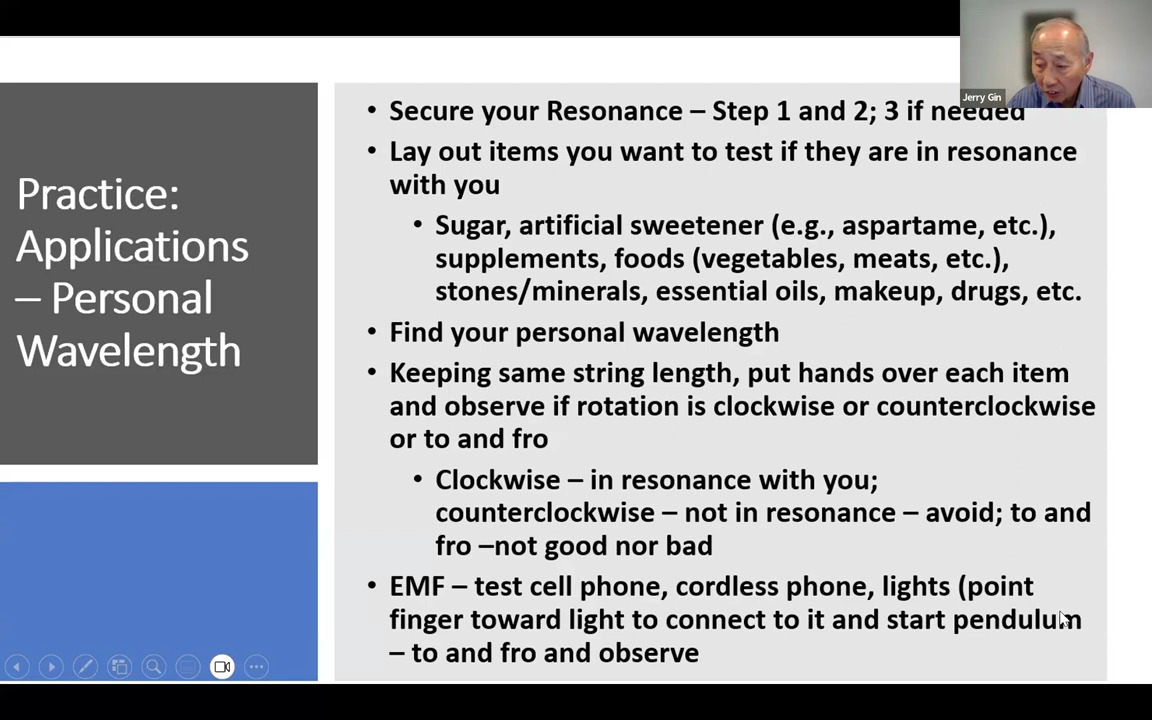 Jerry Gin
Practice:
Applications
– Personal
Wavelength
• Secure your Resonance – Step 1 and 2; 3 if needed
• Lay out items you want to test if they are in resonance
with you
• Sugar, artificial sweetener (e.g., aspartame, etc.),
supplements, foods (vegetables, meats, etc.),
stones/minerals, essential oils, makeup, drugs, etc.
• Find your personal wavelength
• Keeping same string length, put hands over each item
and observe if rotation is clockwise or counterclockwise
or to and fro
• Clockwise – in resonance with you;
counterclockwise – not in resonance – avoid; to and
fro –not good nor bad
• EMF – test cell phone, cordless phone, lights (point
finger toward light to connect to it and start pendulum
– to and fro and observe